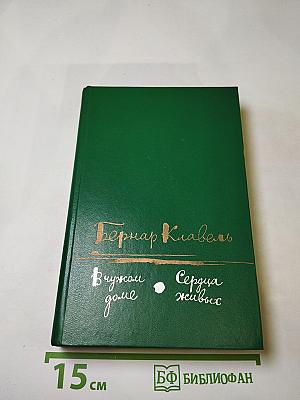 Бернар Клавель
В чужом
доме
Сердца
живых
15 см
БФ БИБЛИОФАН